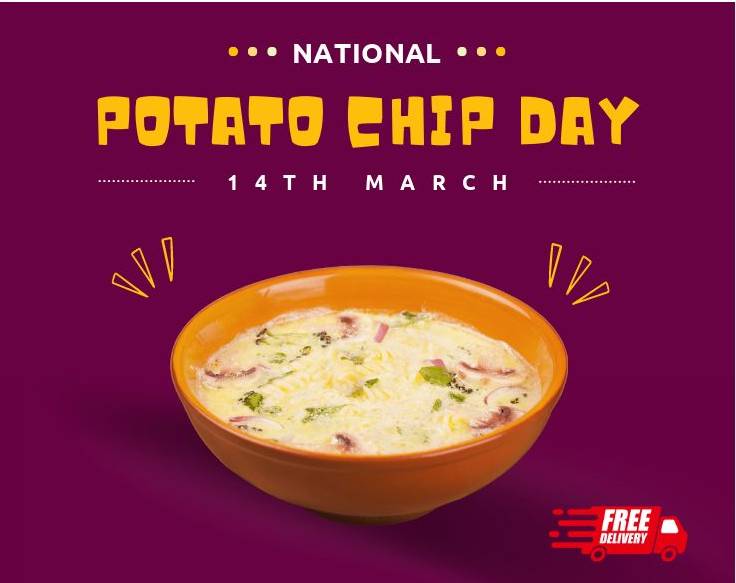 NATIONAL
POTATO CHIP DAY
14TH MARCH
FREE
DELIVERY